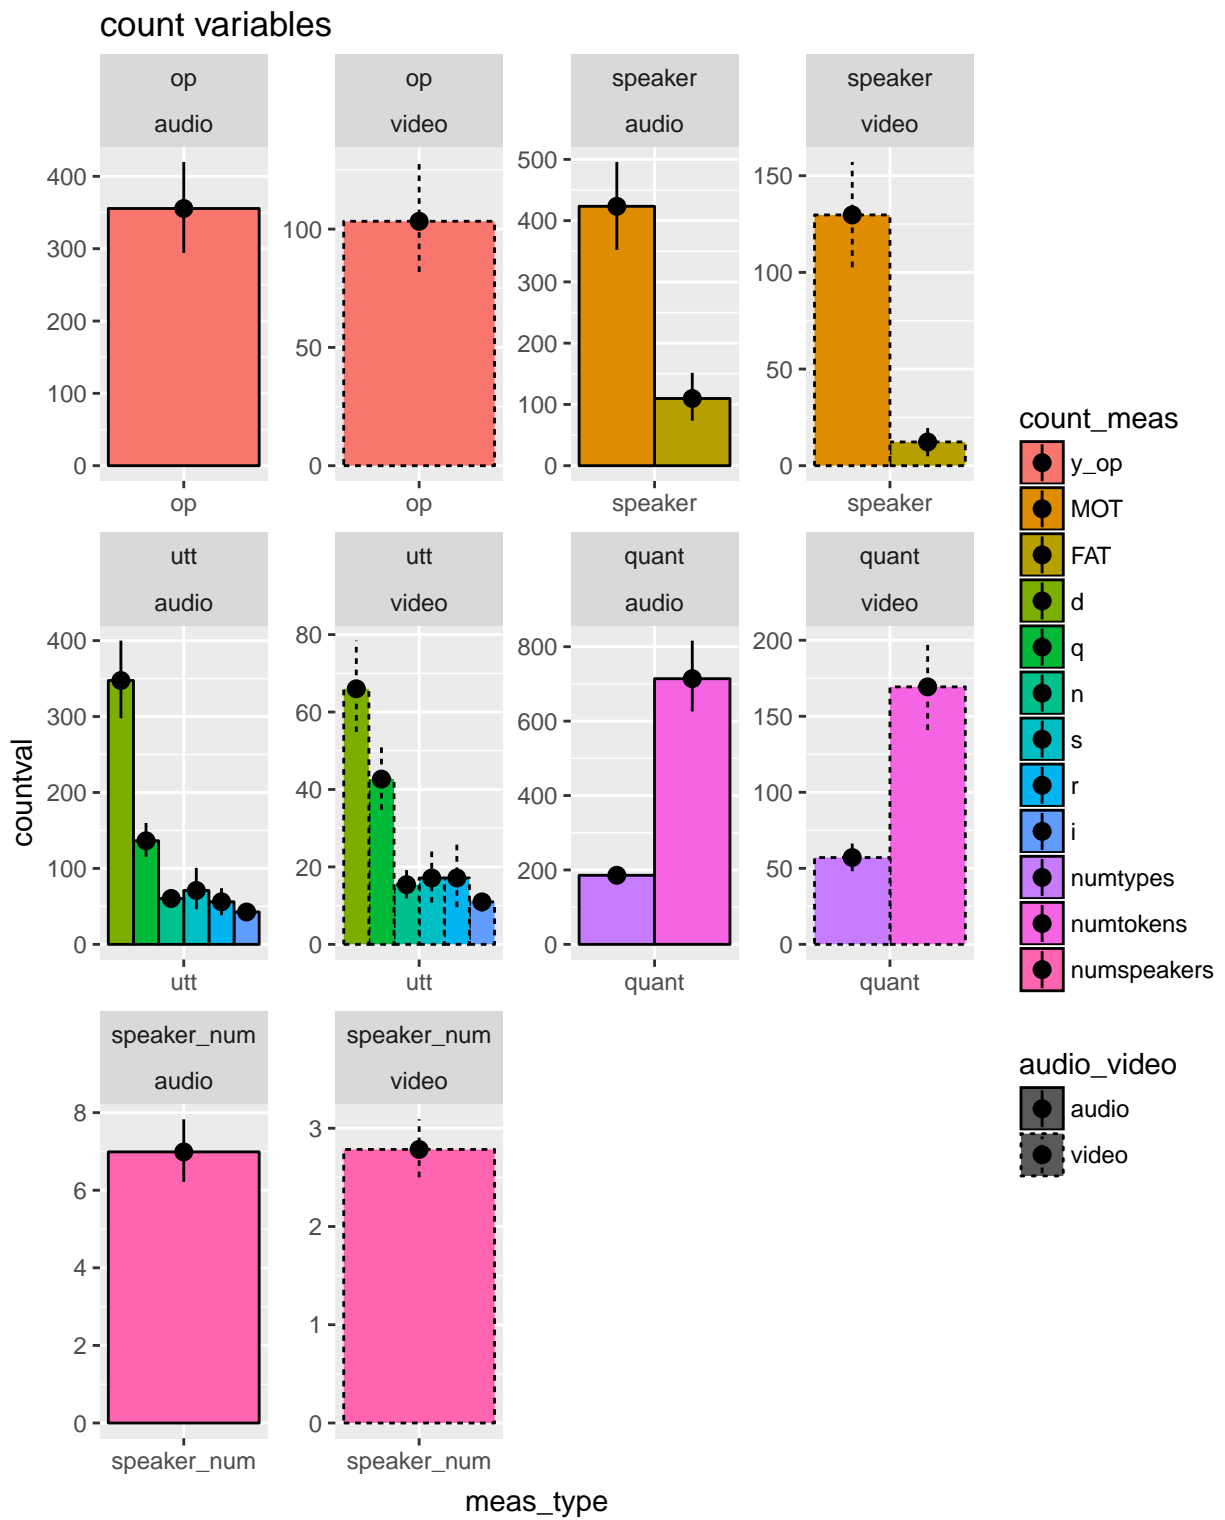 count variables
op
audio
op
video
speaker
audio
speaker
video
400
300
200
100
0
100
50
0
500
400
300
200
100
0
150
100
50
0
op
op
speaker
speaker
utt
audio
utt
video
quant
audio
quant
video
400
300
200
100
0
80
60
40
20
0
800
600
400
200
0
200
150
100
50
0
utt
utt
quant
quant
speaker_num
audio
speaker_num
video
8
6
4
2
0
3
2
1
0
speaker_num
speaker_num
countval
meas_type
count_meas
y_op
MOT
FAT
d
q
n
s
r
i
numtypes
numtokens
numspeakers
audio_video
audio
video